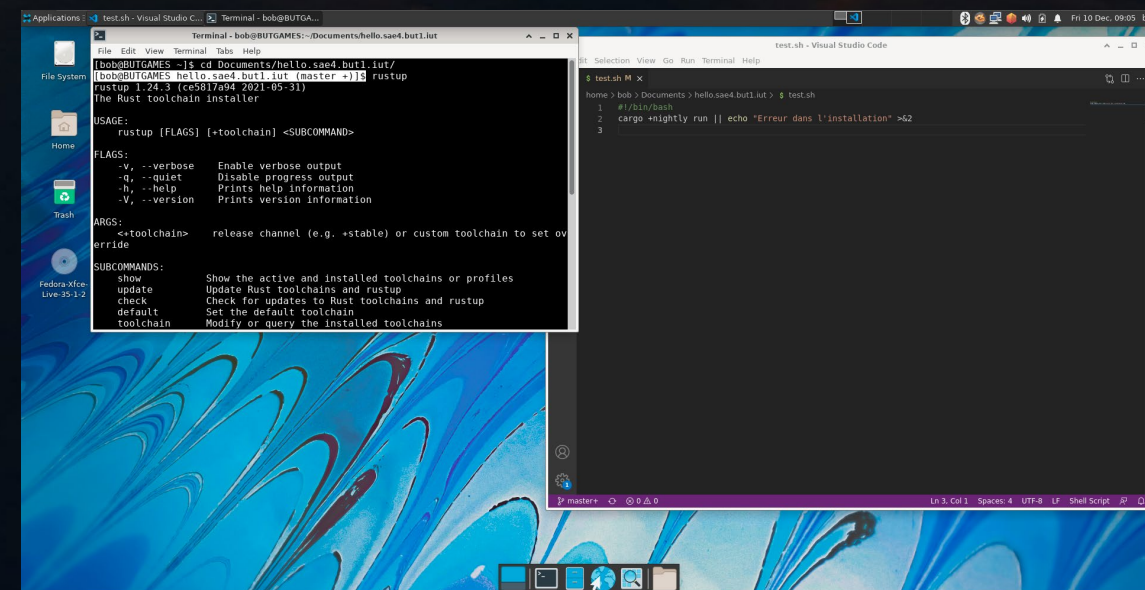 Applications test.sh - Visual Studio C... Terminal - bob@BUTGA... Fri 10 Dec, 09:05
File System
Home
Trash
Fedora-Xfce-
Live-35-1-2
Terminal - bob@BUTGAMES:~/Documents/hello.sae4.but1.iut
File Edit View Terminal Tabs Help
[bob@BUTGAMES ~]$ cd Documents/hello.sae4.but1.iut/
[bob@BUTGAMES hello.sae4.but1.iut (master +)]$ rustup
rustup 1.24.3 (ce5817a94 2021-05-31)
The Rust toolchain installer
USAGE:
rustup [FLAGS] [+toolchain] <SUBCOMMAND>
FLAGS:
-v, --verbose Enable verbose output
-q, --quiet Disable progress output
-h, --help Prints help information
-V, --version Prints version information
ARGS:
<+toolchain> release channel (e.g. +stable) or custom toolchain to set ov
erride
SUBCOMMANDS:
show Show the active and installed toolchains or profiles
update Update Rust toolchains and rustup
check Check for updates to Rust toolchains and rustup
default Set the default toolchain
toolchain Modify or query the installed toolchains
test.sh - Visual Studio Code
dit Selection View Go Run Terminal Help
$ test.sh M
home > bob > Documents > hello.sae4.but1.iut > $ test.sh
1 #!/bin/bash
2 cargo +nightly run || echo "Erreur dans l'installation" >&2
3
1
master+ 0 0 Ln 3, Col 1 Spaces: 4 UTF-8 LF Shell Script